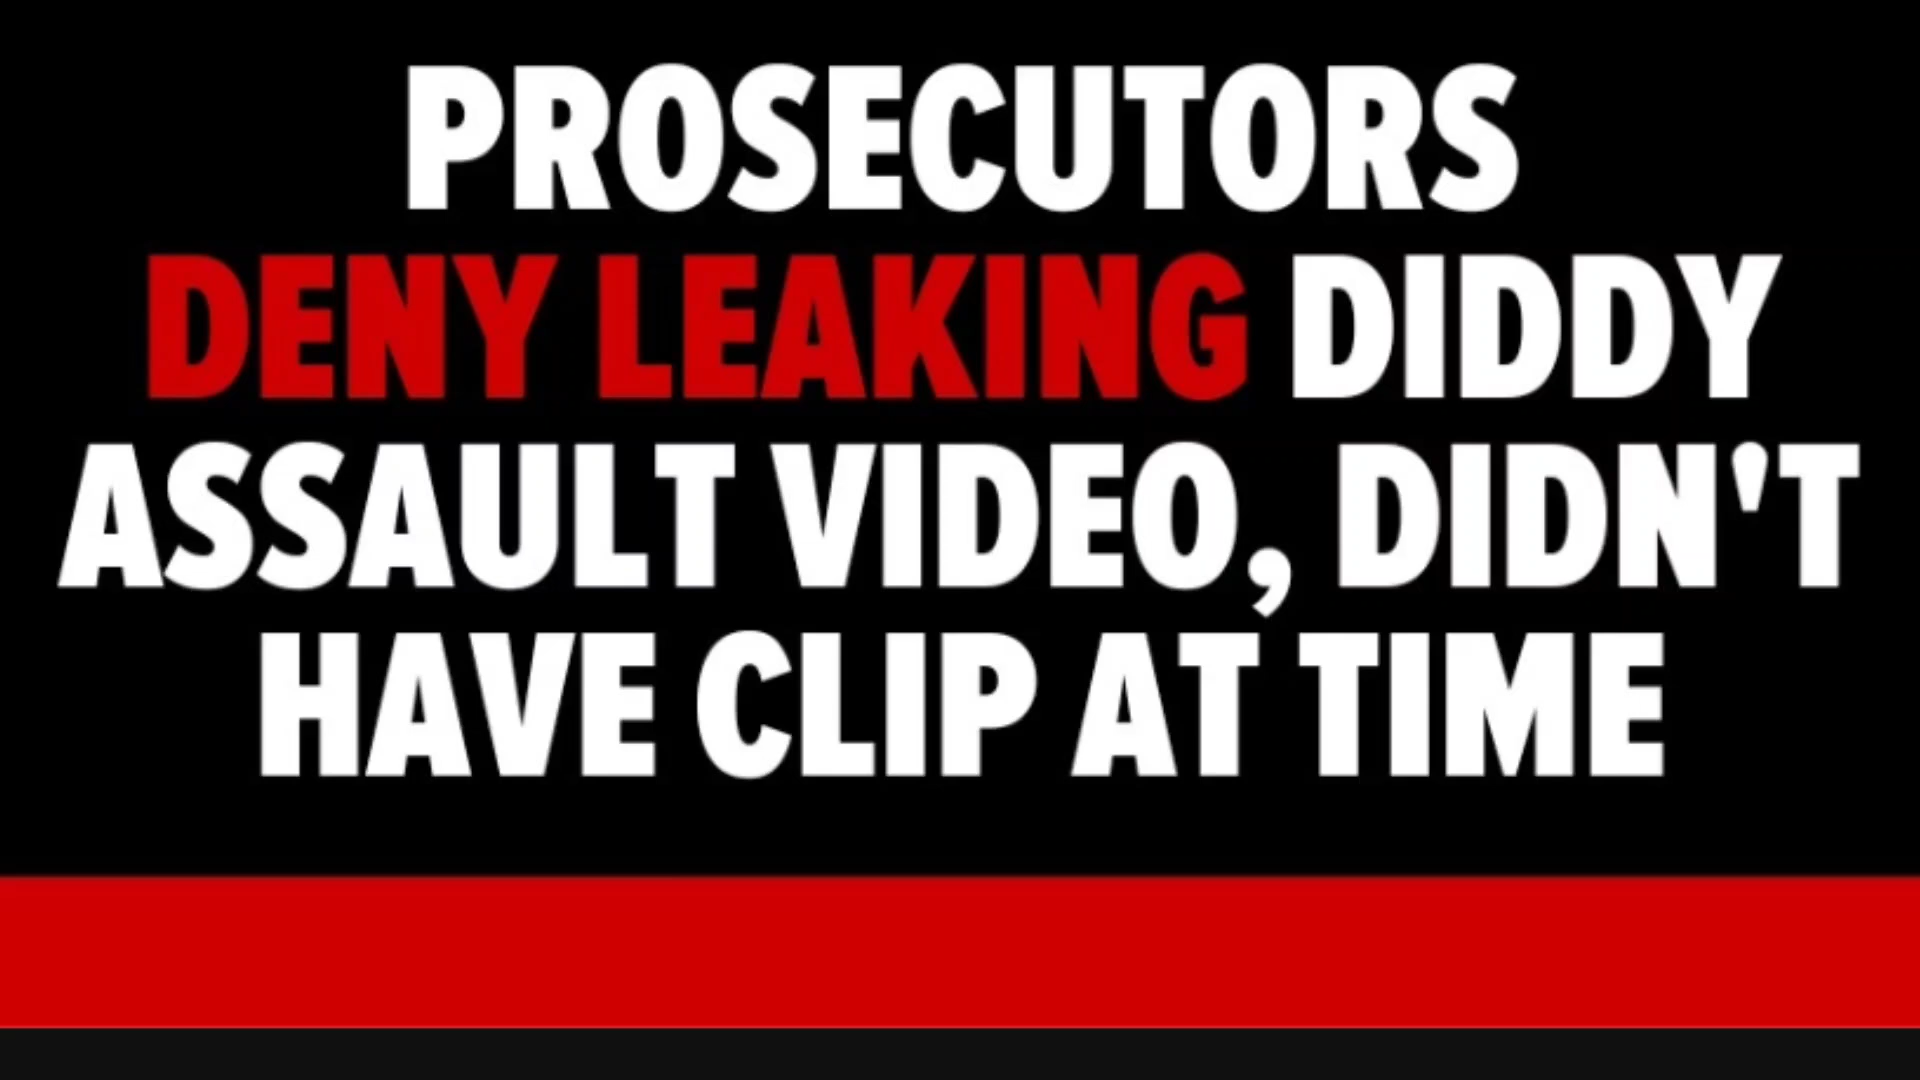 PROSECUTORS
DENY LEAKING DIDDY
ASSAULT VIDEO, DIDN'T
HAVE CLIP AT TIME